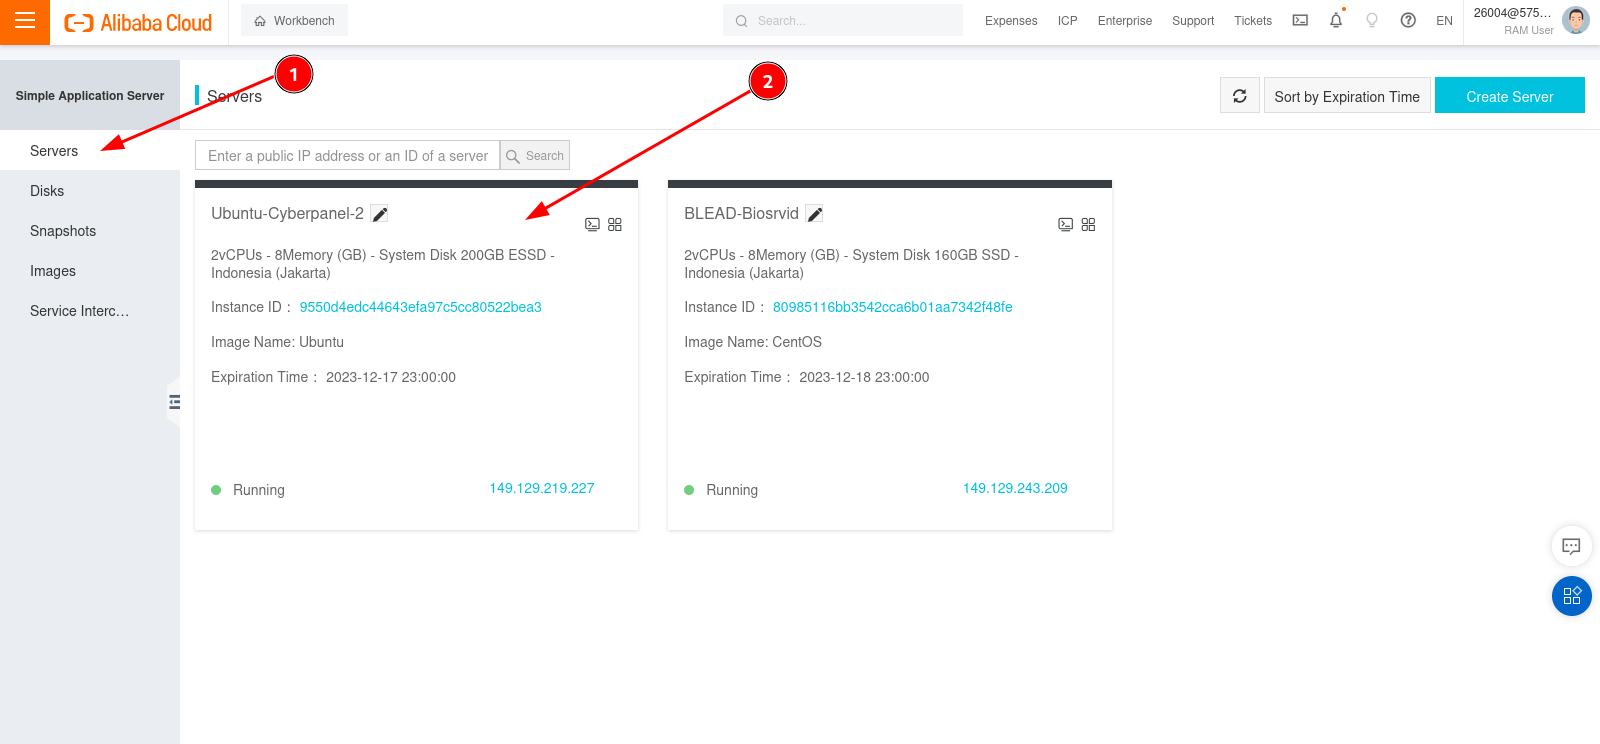 Alibaba Cloud
Workbench
Search...
Expenses
ICP
Enterprise
Support
Tickets
EN
26004@575...
RAM User
1
2
Simple Application Server
Servers
Disks
Snapshots
Images
Service Interc...
Servers
Sort by Expiration Time
Create Server
Enter a public IP address or an ID of a server
Search
Ubuntu-Cyberpanel-2
2vCPUs - 8Memory (GB) - System Disk 200GB ESSD -
Indonesia (Jakarta)
Instance ID : 9550d4edc44643efa97c5cc80522bea3
Image Name: Ubuntu
Expiration Time : 2023-12-17 23:00:00
Running
149.129.219.227
BLEAD-Biosrvid
2vCPUs - 8Memory (GB) - System Disk 160GB SSD -
Indonesia (Jakarta)
Instance ID : 80985116bb3542cca6b01aa7342f48fe
Image Name: CentOS
Expiration Time : 2023-12-18 23:00:00
Running
149.129.243.209